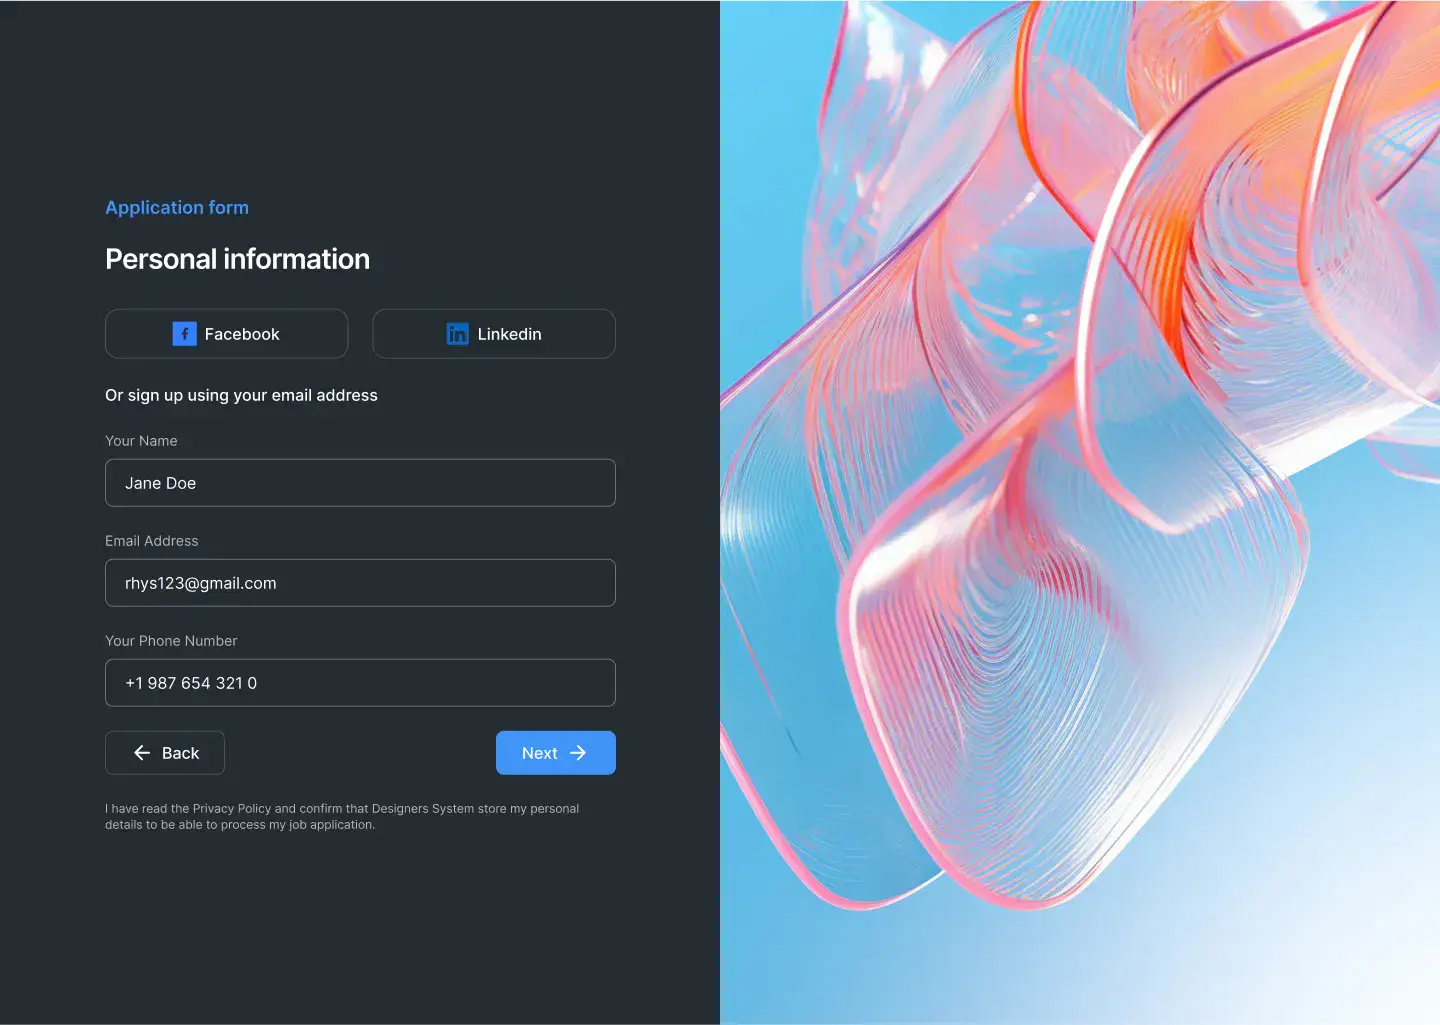 Application form
Personal information
Facebook
Linkedin
Or sign up using your email address
Your Name
Jane Doe
Email Address
rhys123@gmail.com
Your Phone Number
+1 987 654 321 0
Back
Next
I have read the Privacy Policy and confirm that Designers System store my personal
details to be able to process my job application.